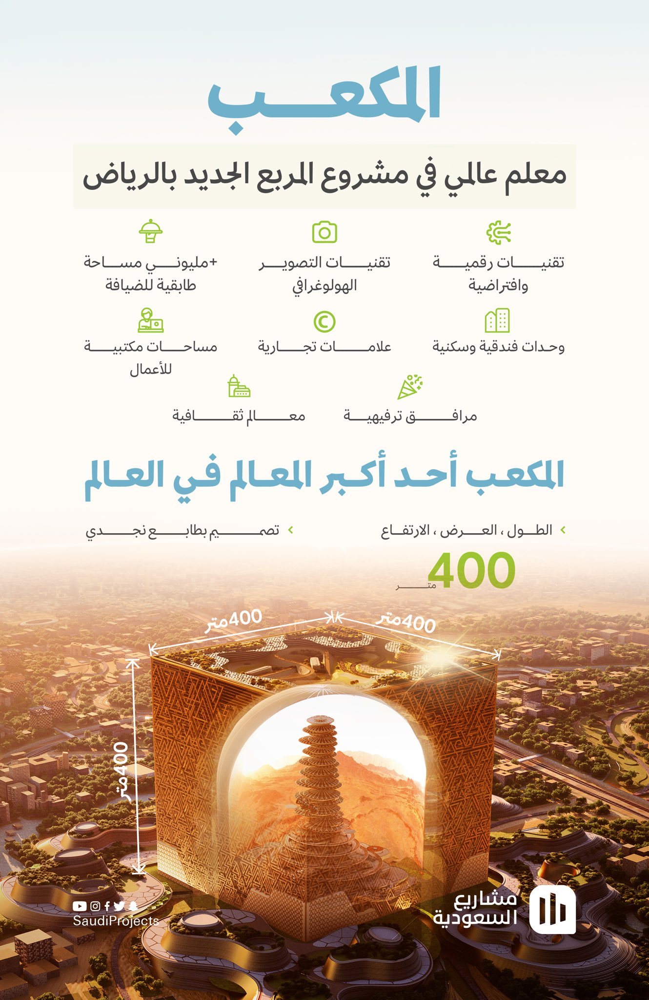 المكعب
معلم عالمي في مشروع المربع الجديد بالرياض
تقنيات رقمية
وافتراضية
تقنيات التصوير
الهولوغرافي
+مليوني مساحة
طابقية للضيافة
وحدات فندقية وسكنية
علامات تجارية
مساحات مكتبية
للأعمال
مرافق ترفيهية
معالم ثقافية
المكعب أحد أكبر المعالم في العالم
الطول ، العرض ، الارتفاع
400 متر
تصميم بطابع نجدي
400متر
400متر
400متر
مشاريع
السعودية
SaudiProjects